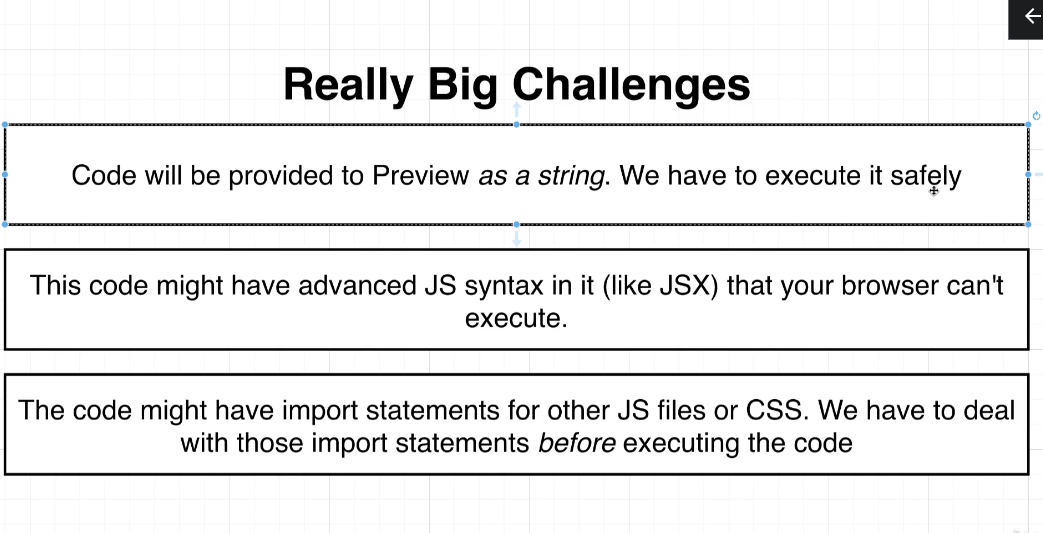 Really Big Challenges
Code will be provided to Preview as a string. We have to execute it safely
This code might have advanced JS syntax in it (like JSX) that your browser can't
execute.
The code might have import statements for other JS files or CSS. We have to deal
with those import statements before executing the code